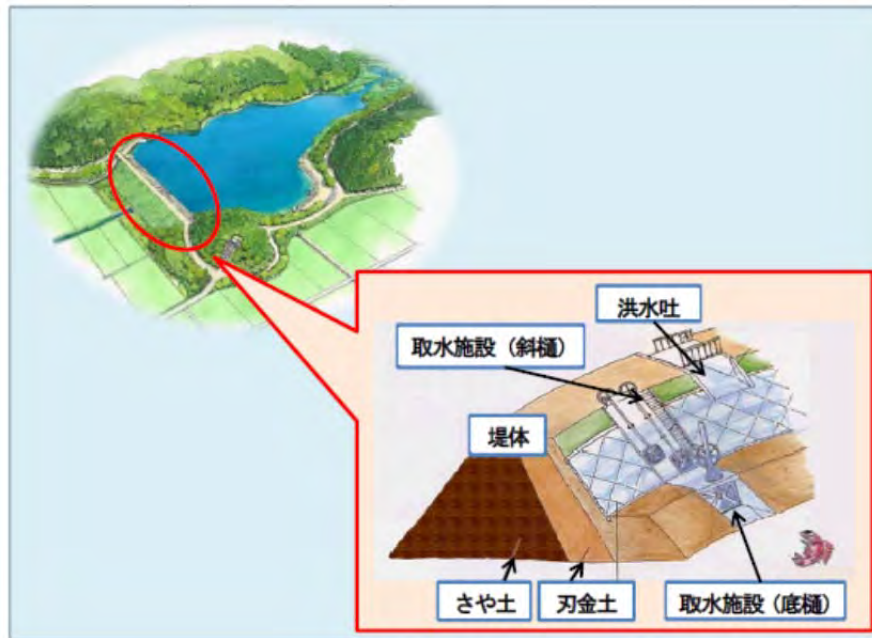 洪水吐
取水施設（斜樋）
堤体
さや土
刃金土
取水施設（底樋）